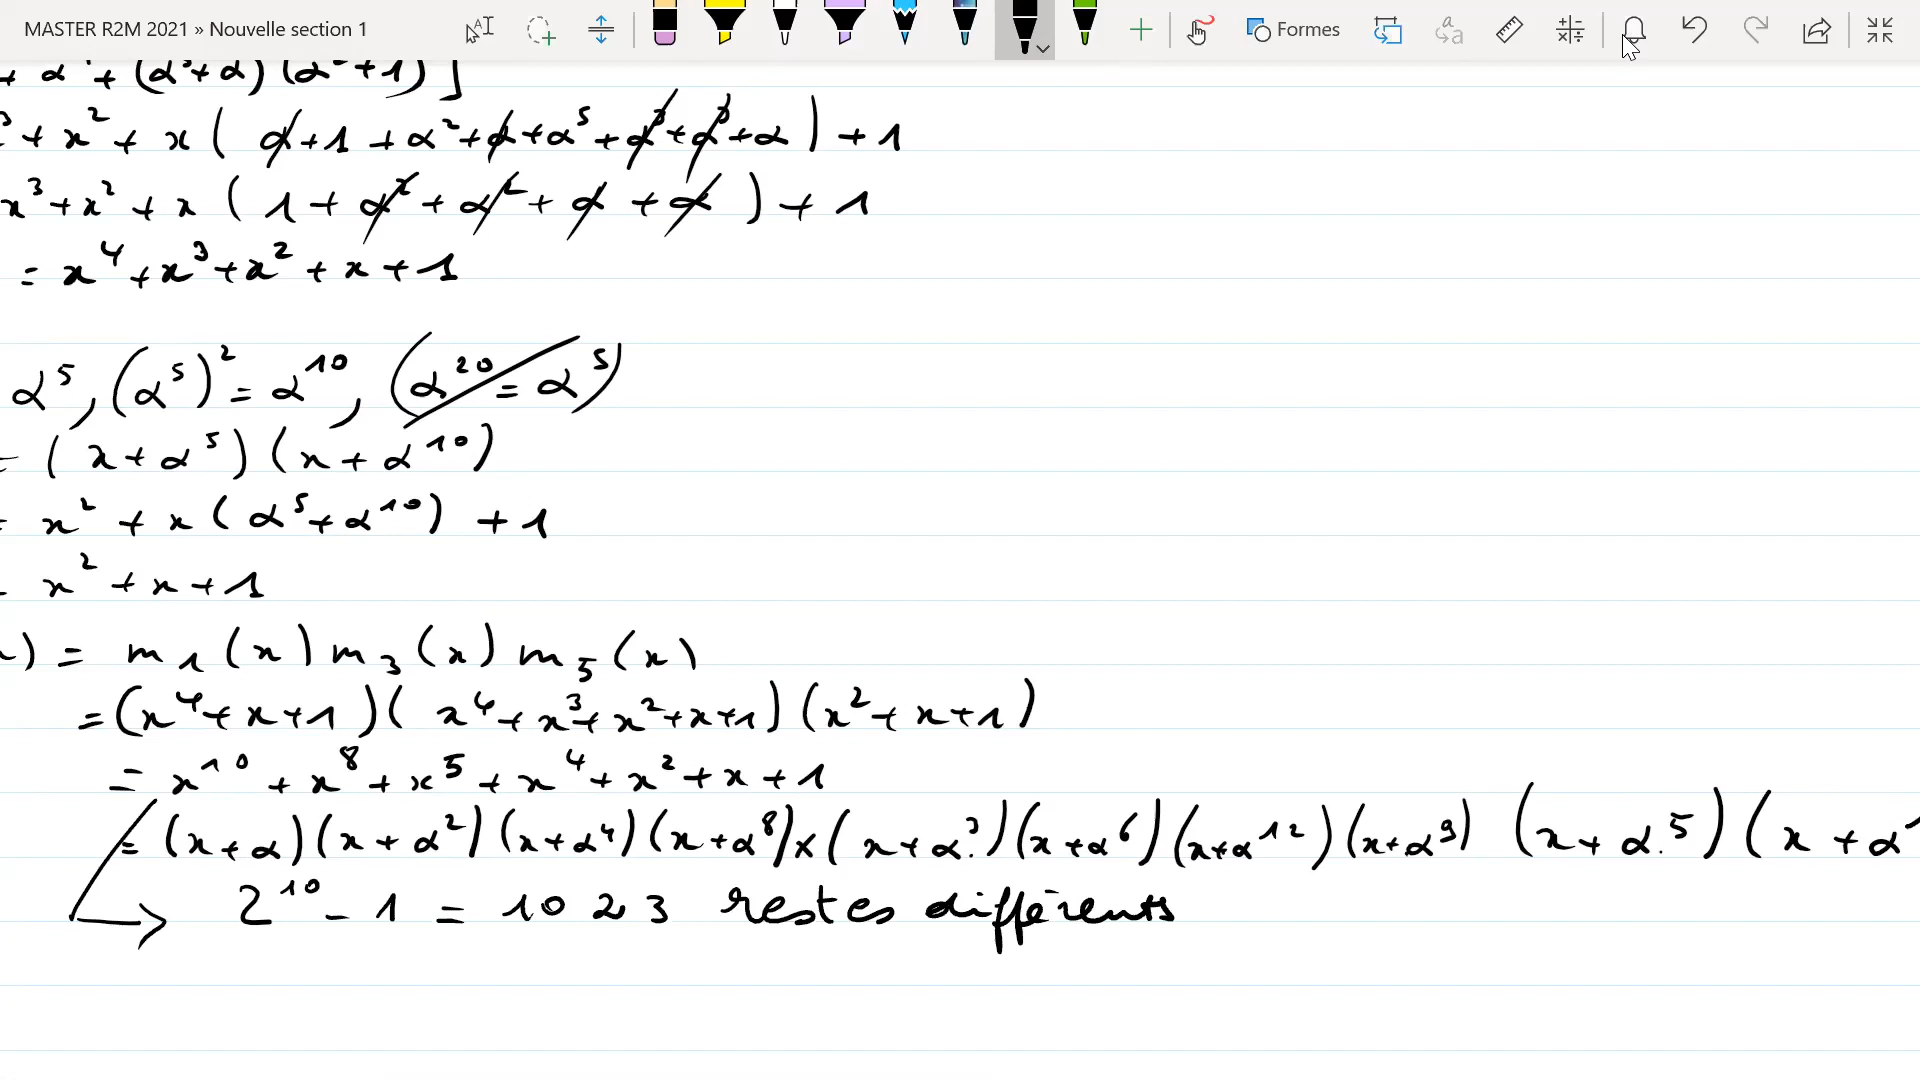 MASTER R2M 2021 » Nouvelle section 1 Formes
+ α⁴ + (α³+α)(α²+1)]
³ + x² + x (α+1+α²+α+α⁵+α³+α³+α) + 1
x³+x² + x (1 + α² + α² + α + α) + 1
= x⁴+x³+x²+x+1
α⁵, (α⁵)² = α¹⁰, (α²⁰ = α⁵)
= (x+α⁵)(x+α¹⁰)
= x² + x (α⁵+α¹⁰) + 1
= x² + x + 1
x) = m₁(x) m₃(x) m₅(x)
= (x⁴+x+1)(x⁴+x³+x²+x+1)(x²+x+1)
= x¹⁰ + x⁸ + x⁵ + x⁴ + x² + x + 1
= (x+α)(x+α²)(x+α⁴)(x+α⁸)×(x+α³)(x+α⁶)(x+α¹²)(x+α⁹) (x+α⁵)(x+α¹
→ 2¹⁰ - 1 = 1023 restes différents